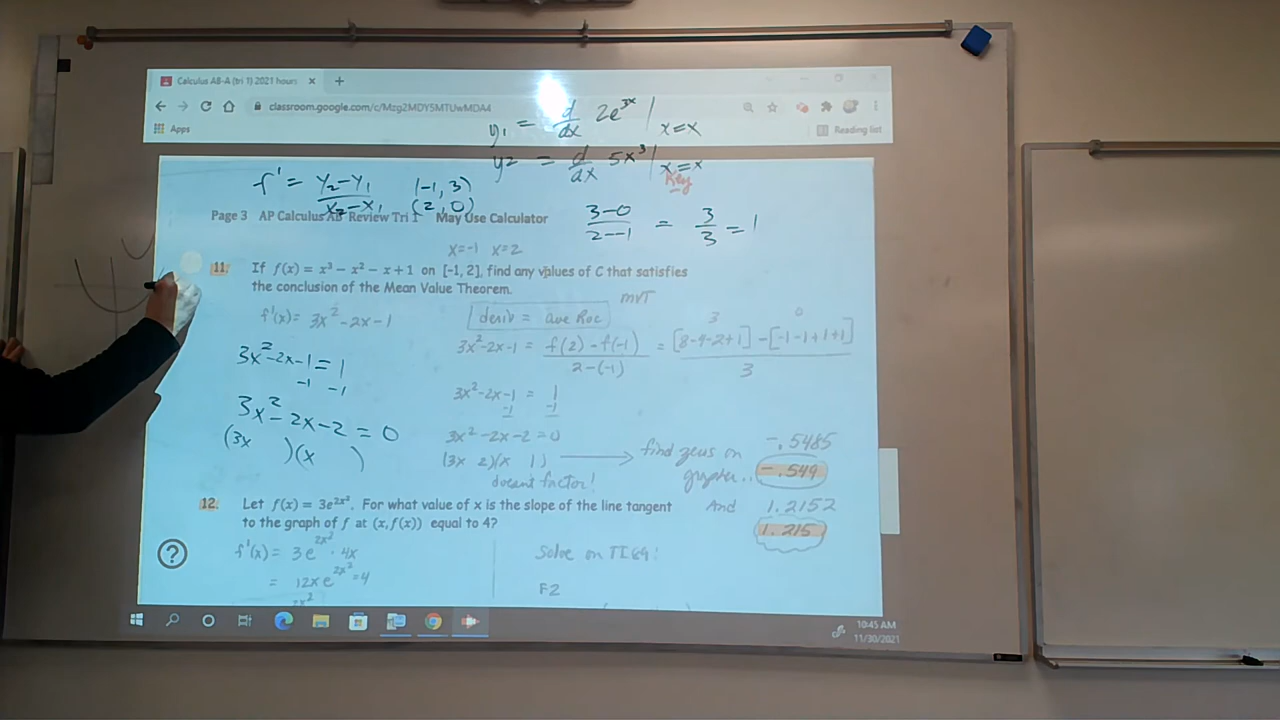 Calculus AB-A (tri 1) 2021 hours
classroom.google.com/c/Mzg2MDY5MTUwMDA4
Apps
Reading list
y₁ = d/dx 2e^3x | x=x
y2 = d/dx 5x³ | x=x
Key
f' = y₂-y₁ / x₂-x₁ (-1, 3) (2, 0)
3-0 / 2--1 = 3/3 = 1
Page 3 AP Calculus AB Review Tri 1 May Use Calculator
x=-1 x=2
11. If f(x) = x³ - x² - x + 1 on [-1, 2], find any values of C that satisfies
the conclusion of the Mean Value Theorem.
MVT
f'(x) = 3x²-2x-1
deriv = ave Roc
3 0
3x²-2x-1 = f(2)-f(-1) / 2-(-1) = [8-4-2+1]-[-1-1+1+1] / 3
3x²-2x-1 = 1
-1 -1
3x²-2x-2 = 0
(3x )(x )
3x²-2x-1 = 1
-1 -1
3x²-2x-2=0
(3x 2)(x 1)
doesnt factor!
find zeros on
grapher..
-.5485
-.549
And 1.2152
1.215
12. Let f(x) = 3e^2x². For what value of x is the slope of the line tangent
to the graph of f at (x, f(x)) equal to 4?
f'(x) = 3e^2x² · 4x
= 12xe^2x² = 4
Solve on TI89!
F2
?
10:45 AM
11/30/2021